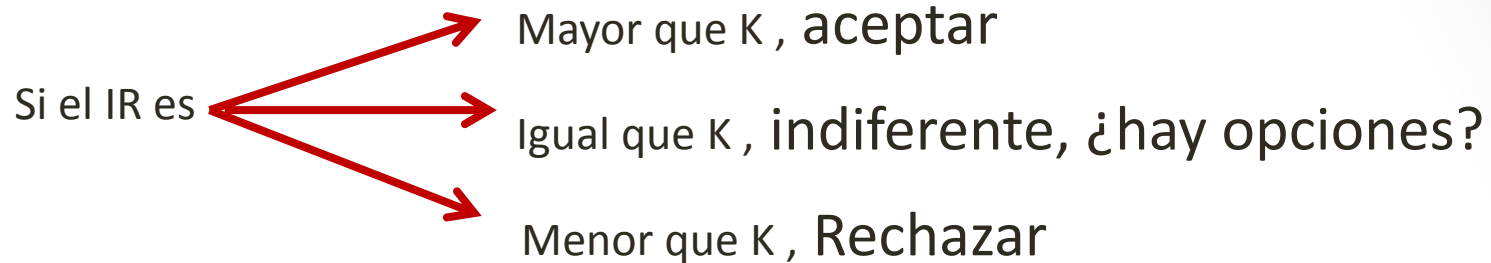 Mayor que K , aceptar
Si el IR es
Igual que K , indiferente, ¿hay opciones?
Menor que K , Rechazar